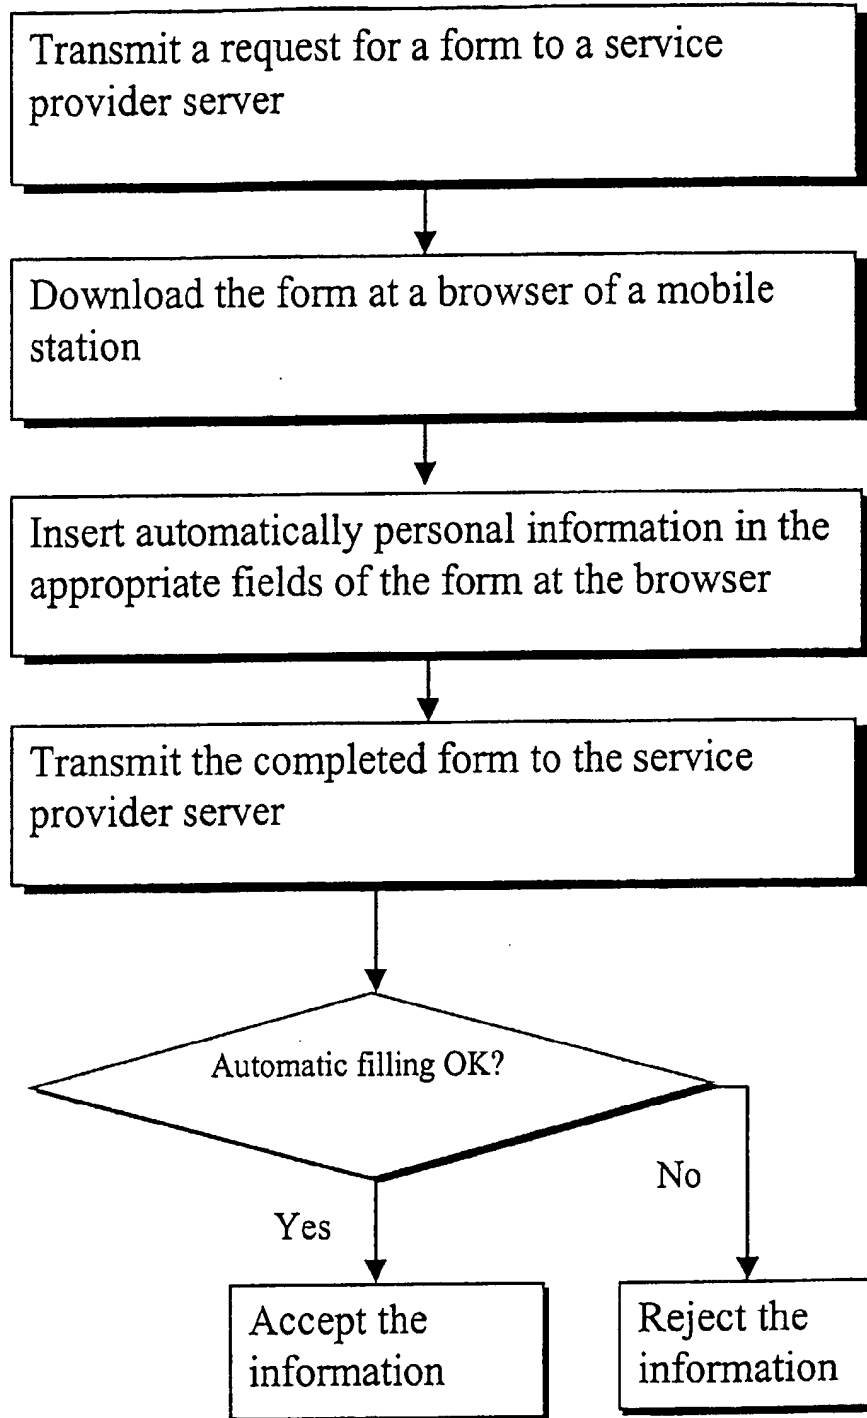 Transmit a request for a form to a service
provider server
Download the form at a browser of a mobile
station
Insert automatically personal information in the
appropriate fields of the form at the browser
Transmit the completed form to the service
provider server
Automatic filling OK?
No
Yes
Accept the
information
Reject the
information